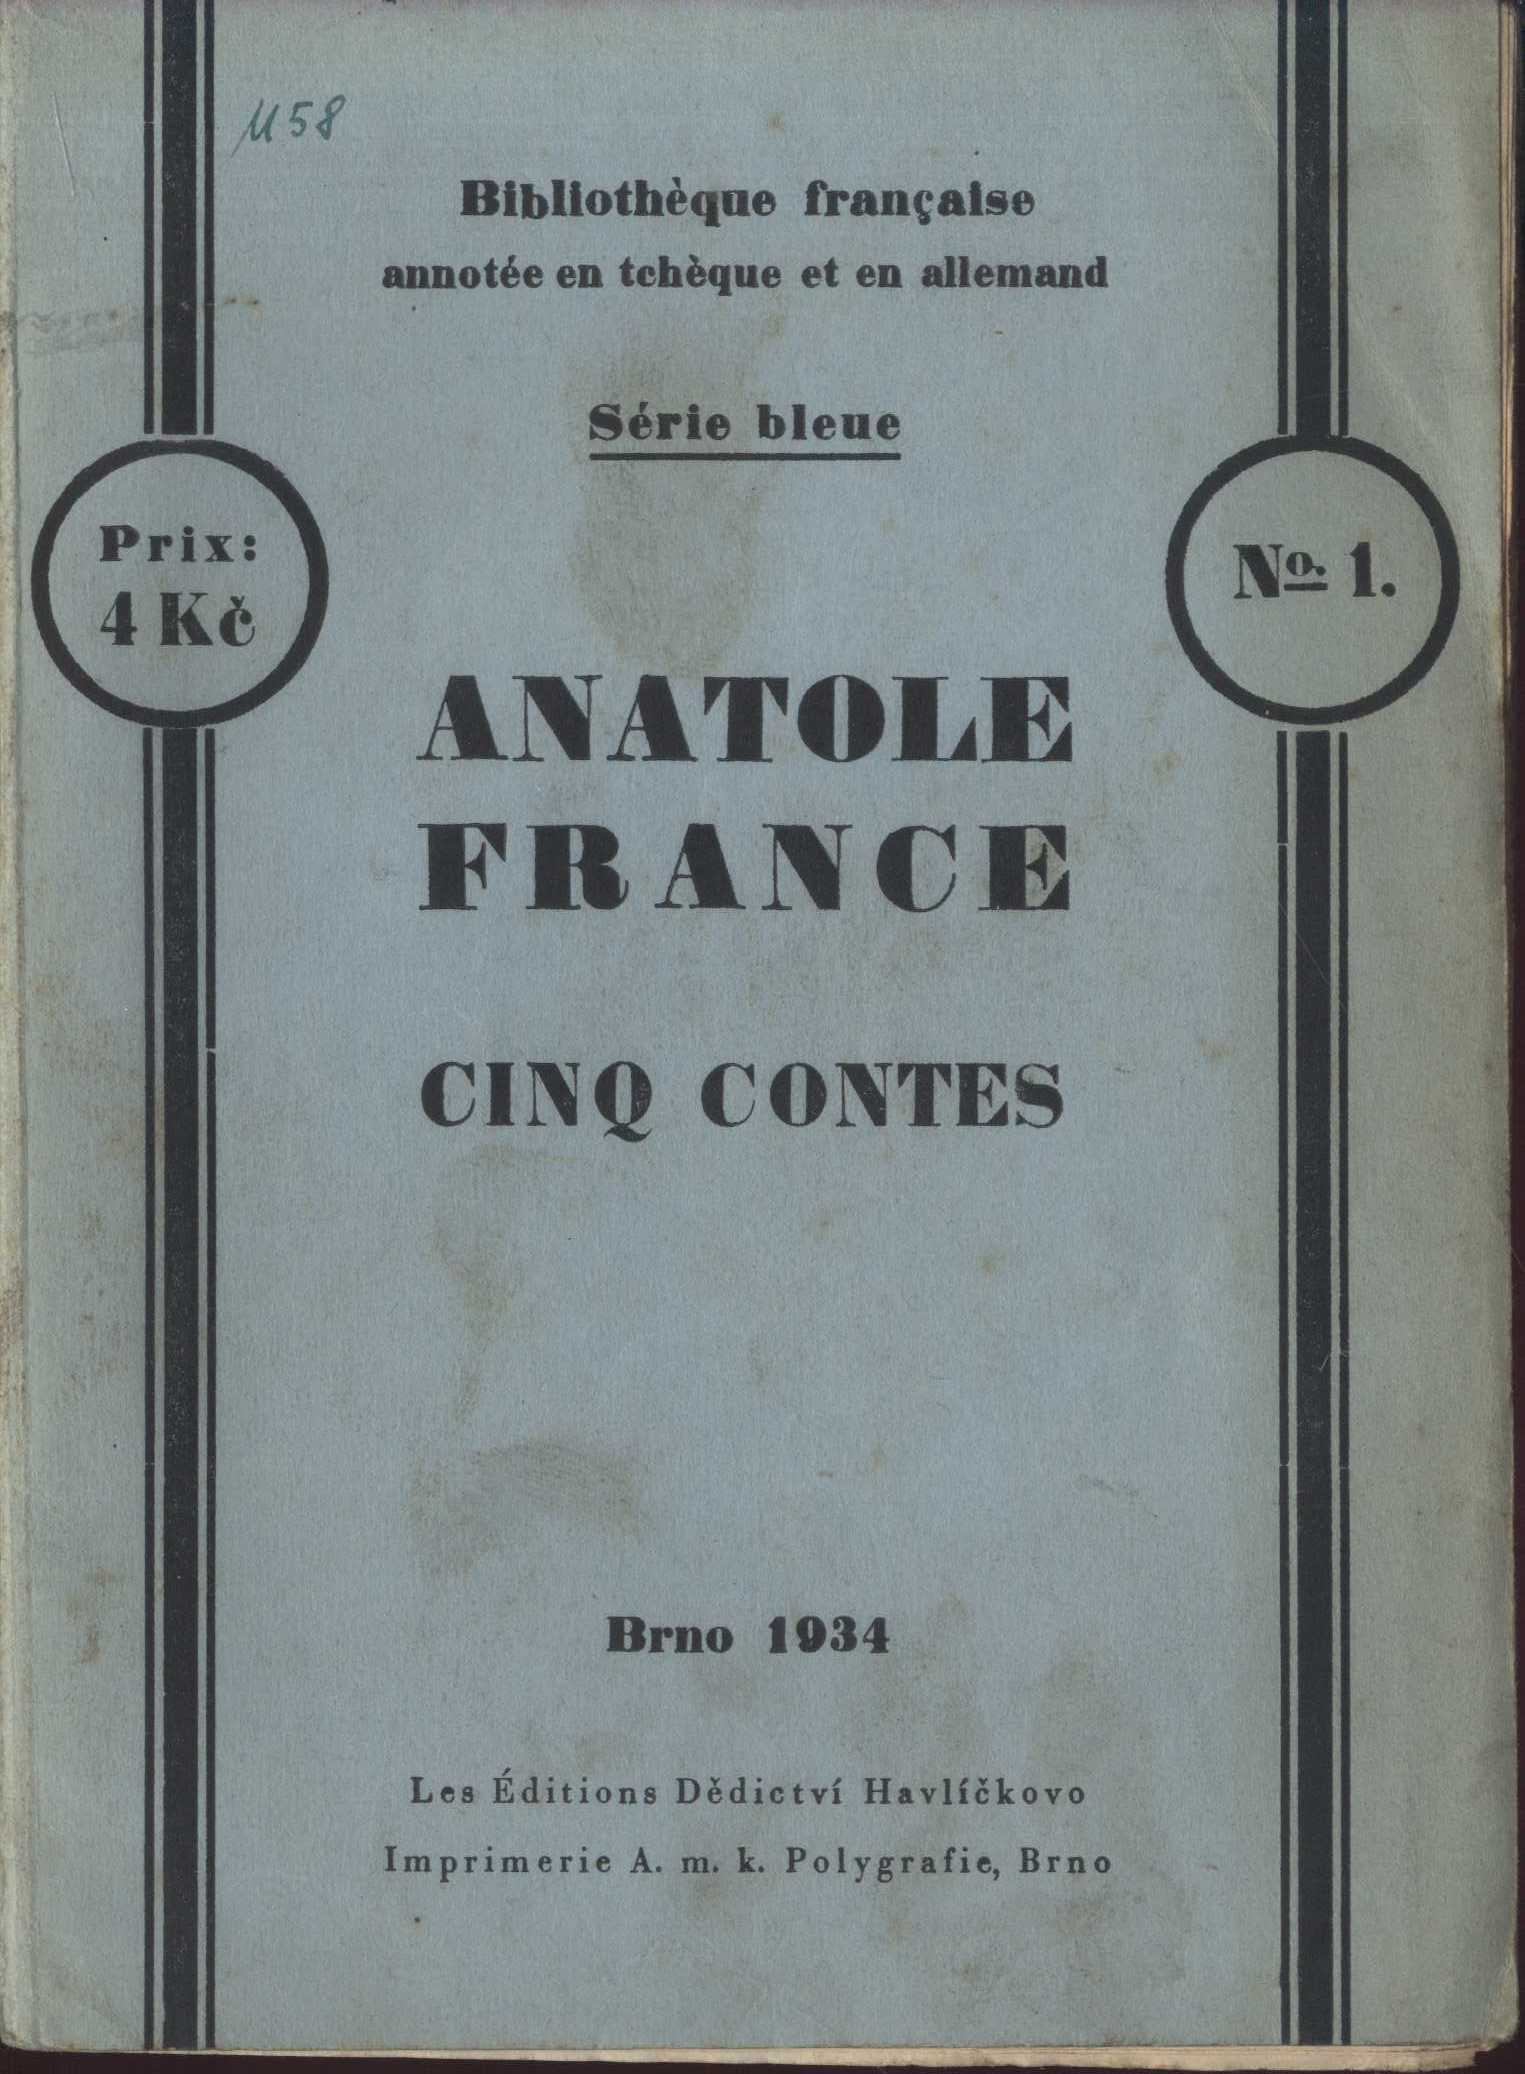 Bibliothèque française
annotée en tchèque et en allemand
Série bleue
Prix:
4 Kč
No. 1.
ANATOLE
FRANCE
CINQ CONTES
Brno 1934
Les Éditions Dědictví Havlíčkovo
Imprimerie A. m. k. Polygrafie, Brno